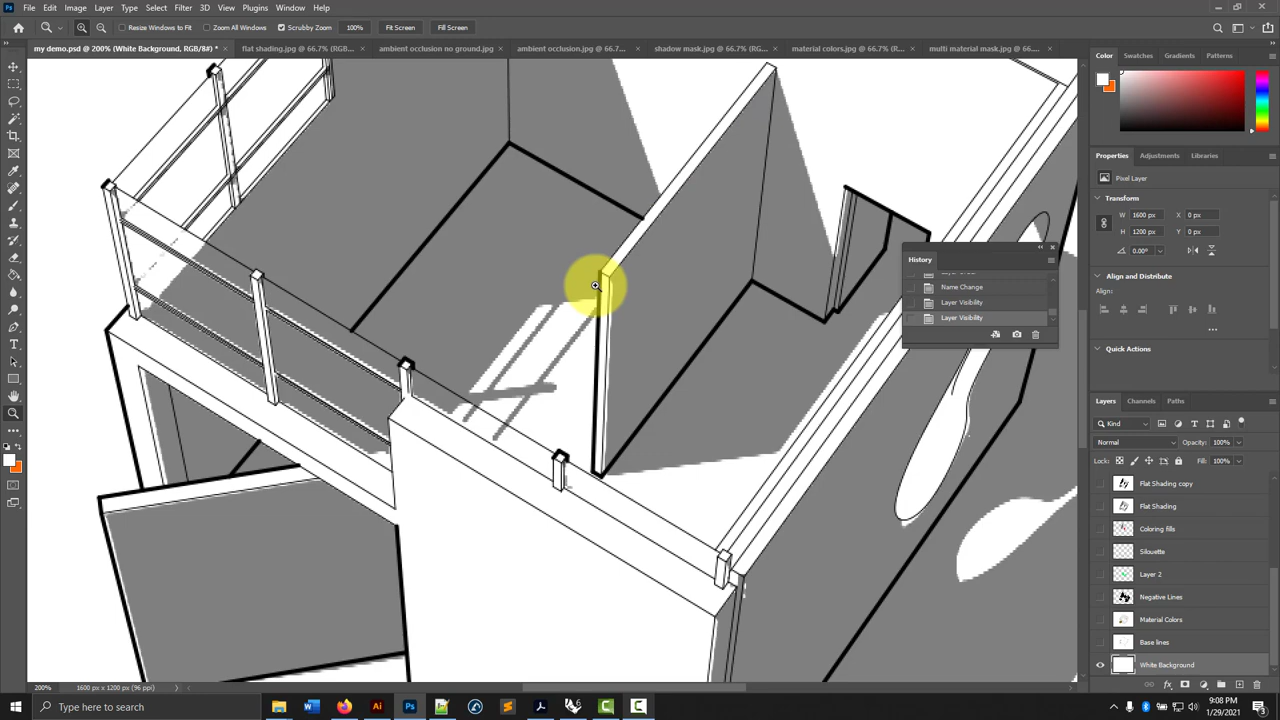 Ps File Edit Image Layer Type Select Filter 3D View Plugins Window Help
Resize Windows to Fit Zoom All Windows Scrubby Zoom 100% Fit Screen Fill Screen
my demo.psd @ 200% (White Background, RGB/8#) * flat shading.jpg @ 66.7% (RGB... ambient occlusion no ground.jpg ambient occlusion.jpg @ 66.7... shadow mask.jpg @ 66.7% (RG... material colors.jpg @ 66.7% (R... multi material mask.jpg @ 66....
Color Swatches Gradients Patterns
Properties Adjustments Libraries
Pixel Layer
Transform
W 1600 px X 0 px
H 1200 px Y 0 px
0.00°
Align and Distribute
Align:
...
Quick Actions
History
Name Change
Layer Visibility
Layer Visibility
Layers Channels Paths
Kind
Normal Opacity: 100%
Lock: Fill: 100%
Flat Shading copy
Flat Shading
Coloring fills
Silouette
Layer 2
Negative Lines
Material Colors
Base lines
White Background
200% 1600 px x 1200 px (96 ppi)
Type here to search
9:08 PM
1/29/2021